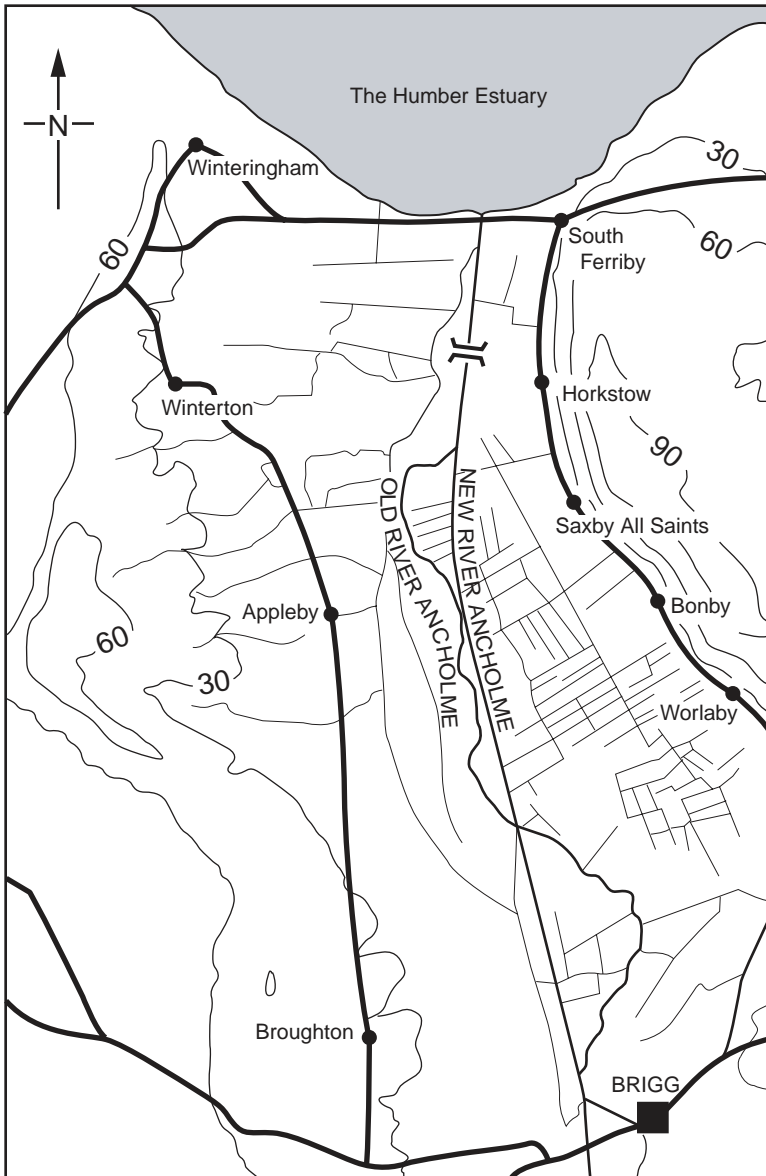 The Humber Estuary
N
Winteringham
30
60
South
Ferriby
60
Winterton
Horkstow
90
Saxby All Saints
OLD RIVER ANCHOLME
NEW RIVER ANCHOLME
Appleby
Bonby
60
30
Worlaby
Broughton
BRIGG